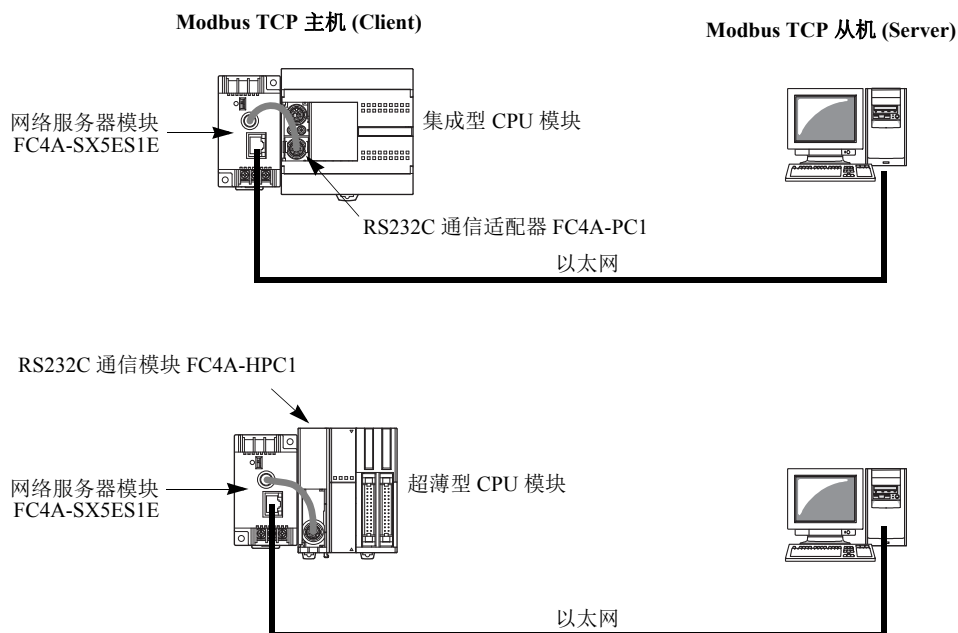 Modbus TCP 主机 (Client)
Modbus TCP 从机 (Server)
网络服务器模块
FC4A-SX5ES1E
集成型 CPU 模块
RS232C 通信适配器 FC4A-PC1
以太网
RS232C 通信模块 FC4A-HPC1
网络服务器模块
FC4A-SX5ES1E
超薄型 CPU 模块
以太网